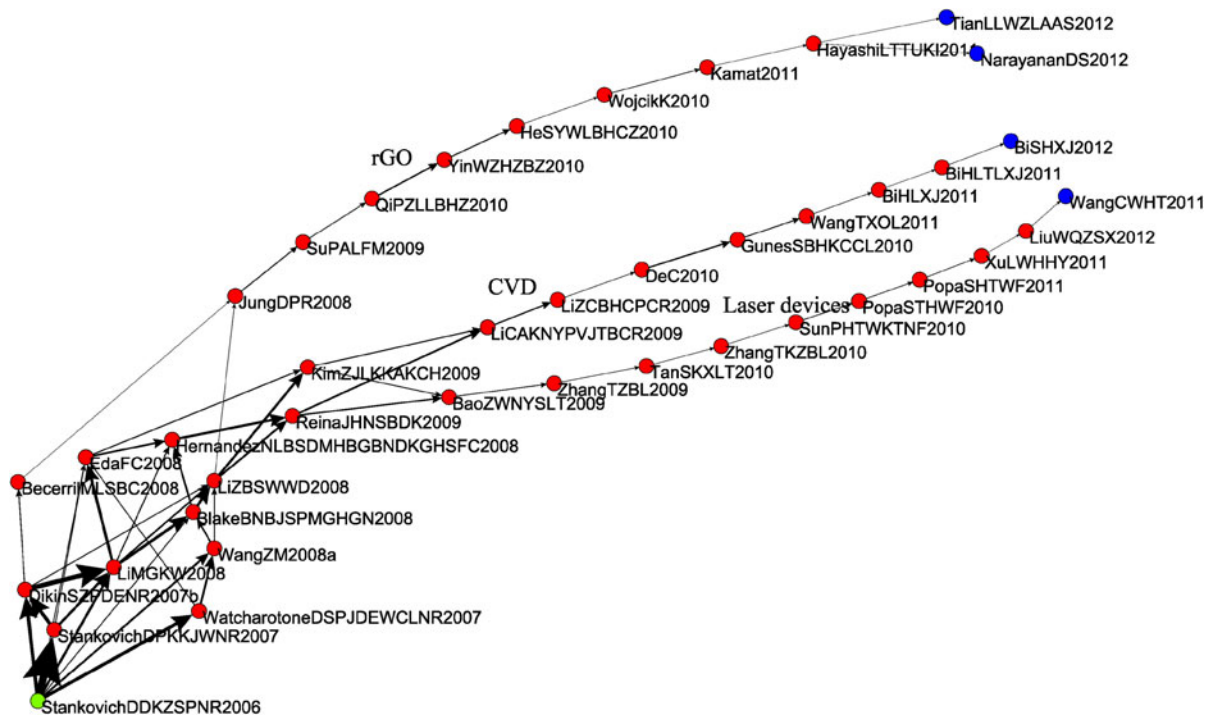 TianLLWZLAAS2012
HayashiLTTUKI2011
NarayananDS2012
Kamat2011
WojcikK2010
HeSYWLBHCZ2010
rGO
YinWZHZBZ2010
BiSHXJ2012
BiHLTLXJ2011
QiPZLLBHZ2010
BiHLXJ2011
WangCWHT2011
WangTXOL2011
LiuWQZSX2012
SuPALFM2009
GunesSBHKCCL2010
XuLWHHY2011
DeC2010
PopaSHTWF2011
CVD
JungDPR2008
LiZCBHCPCR2009
Laser devices
PopaSTHWF2010
LiCAKNYPVJTBCR2009
SunPHTWKTNF2010
ZhangTKZBL2010
KimZJLKKAKCH2009
TanSKXLT2010
ZhangTZBL2009
BaoZWNYSLT2009
ReinaJHNSBDK2009
HernandezNLBSDMHBGBNDKGHSFC2008
EdaFC2008
BecerrilMLSBC2008
LiZBSWWD2008
BlakeBNBJSPMGHGN2008
WangZM2008a
LiMGKW2008
DikinSZPDENR2007b
WatcharotoneDSPJDEWCLNR2007
StankovichDPKKJWNR2007
StankovichDDKZSPNR2006